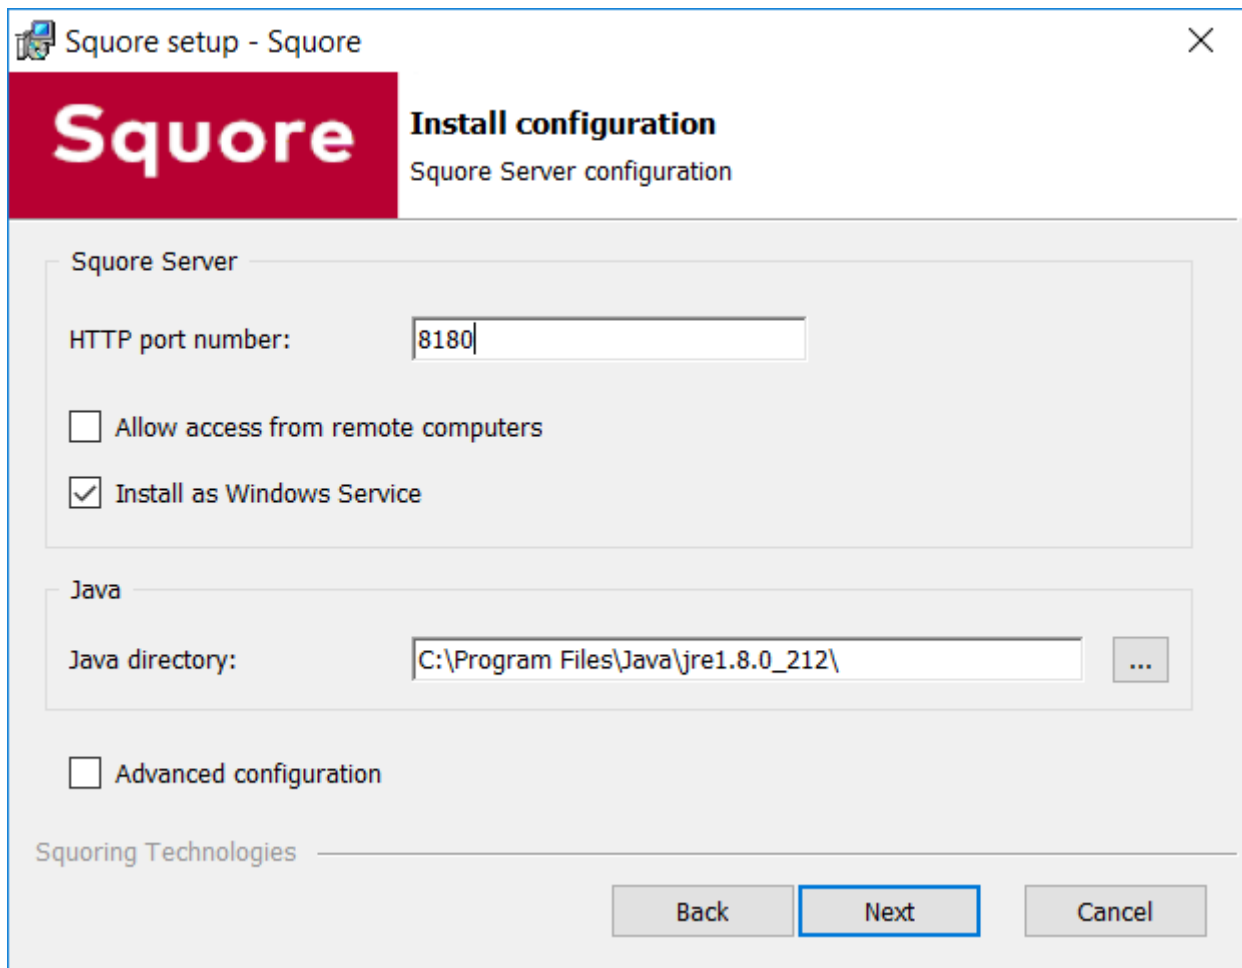 Squore setup - Squore
Squore
Install configuration
Squore Server configuration
Squore Server
HTTP port number:
8180
Allow access from remote computers
Install as Windows Service
Java
Java directory:
C:\Program Files\Java\jre1.8.0_212\
...
Advanced configuration
Squoring Technologies
Back
Next
Cancel